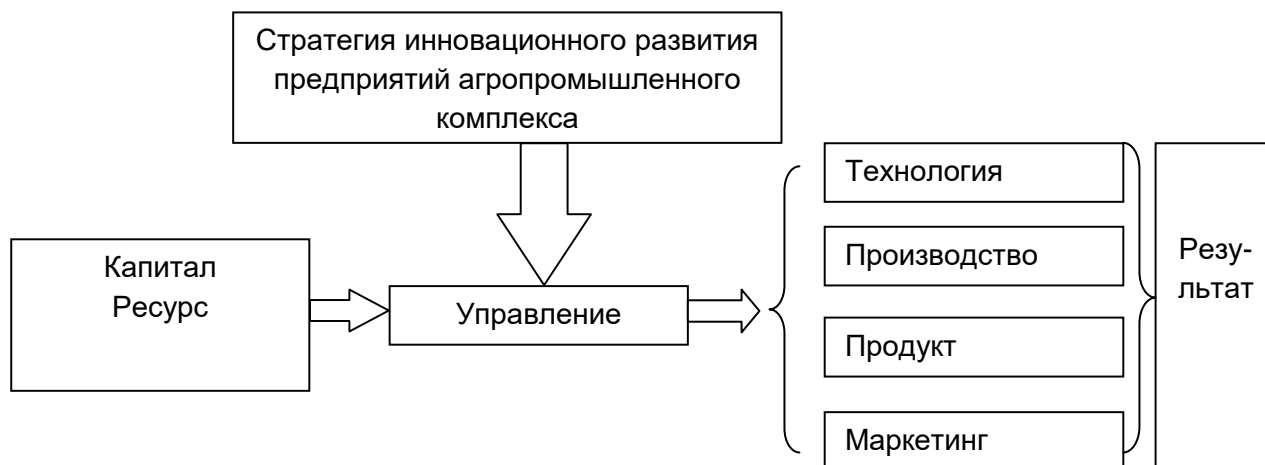 Стратегия инновационного развития
предприятий агропромышленного
комплекса
Капитал
Ресурс
Управление
Технология
Производство
Продукт
Маркетинг
Резу-
льтат